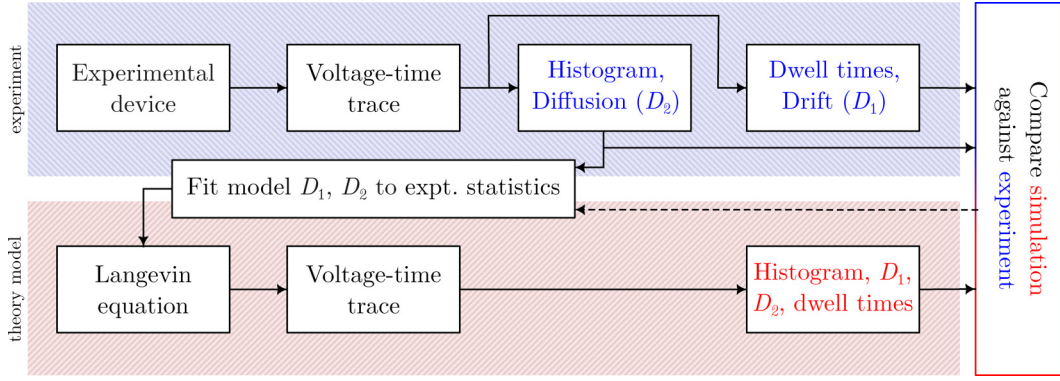 experiment
Experimental
device
Voltage-time
trace
Histogram,
Diffusion (D₂)
Dwell times,
Drift (D₁)
Fit model D₁, D₂ to expt. statistics
theory model
Langevin
equation
Voltage-time
trace
Histogram, D₁,
D₂, dwell times
Compare simulation
against experiment